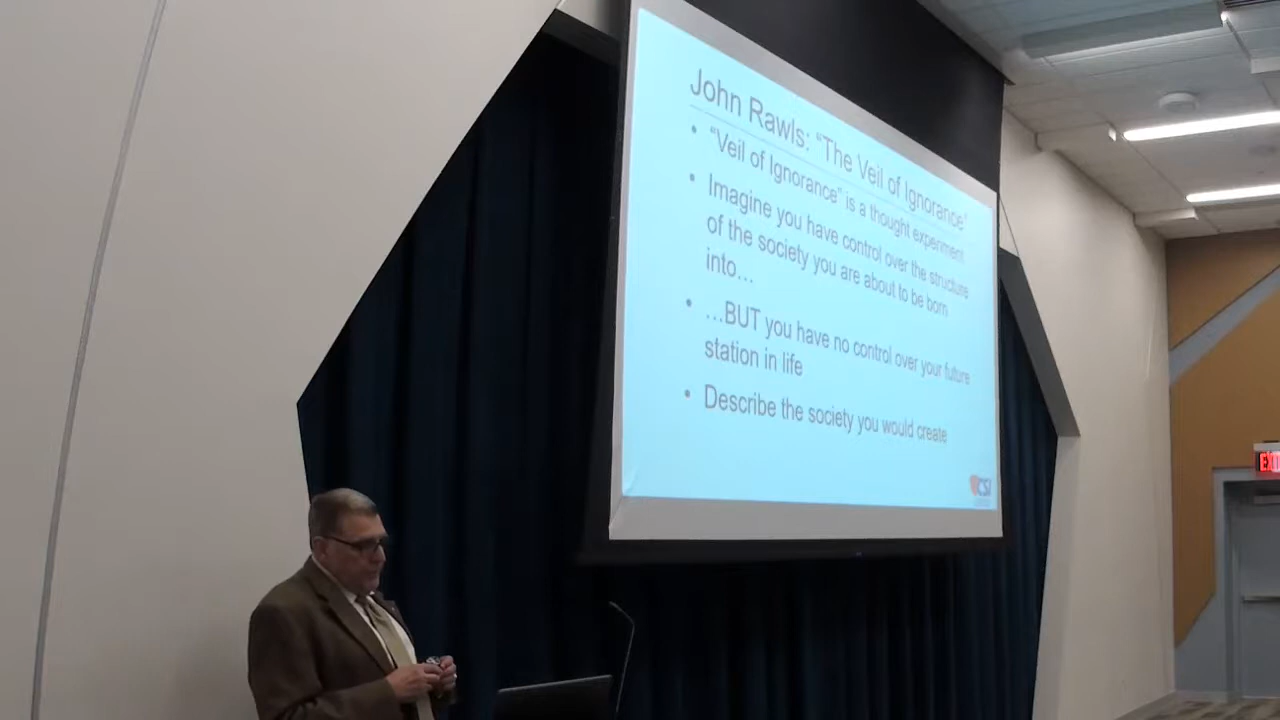 John Rawls: "The Veil of Ignorance"
• "Veil of Ignorance" is a thought experiment
• Imagine you have control over the structure
of the society you are about to be born
into...
• ...BUT you have no control over your future
station in life
• Describe the society you would create
CSI